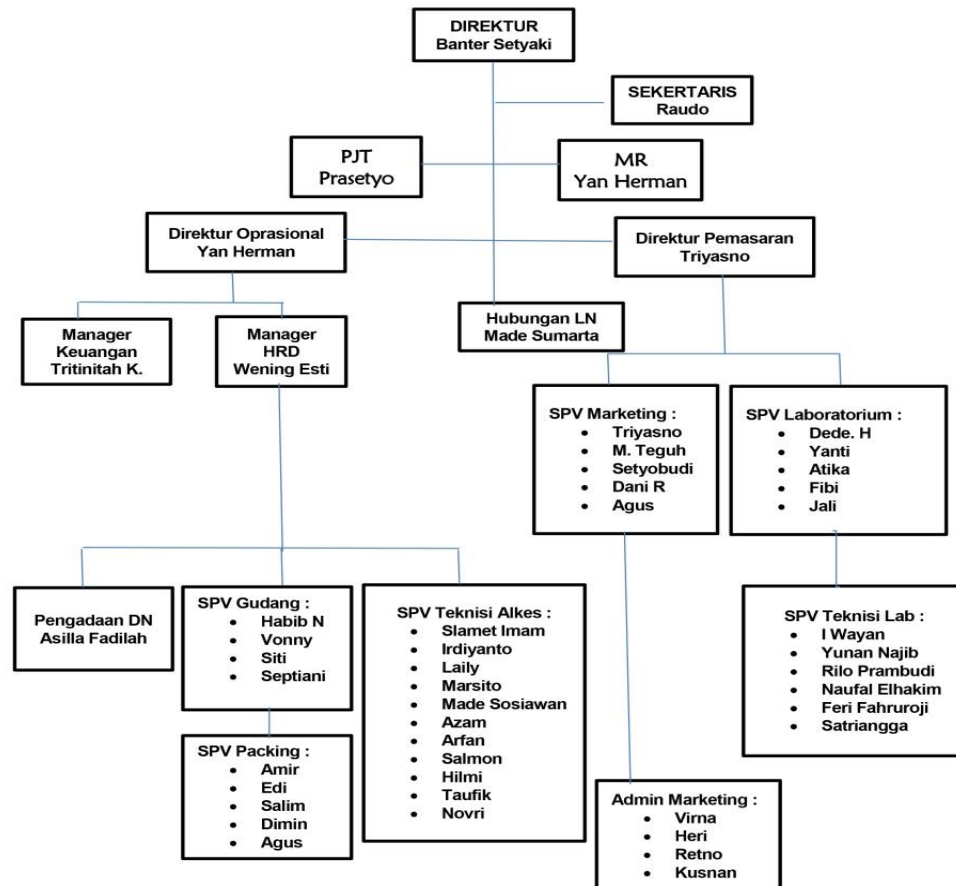 DIREKTUR
Banter Setyaki
SEKERTARIS
Raudo
PJT
Prasetyo
MR
Yan Herman
Direktur Oprasional
Yan Herman
Direktur Pemasaran
Triyasno
Hubungan LN
Made Sumarta
Manager
Keuangan
Tritinitah K.
Manager
HRD
Wening Esti
SPV Marketing :
• Triyasno
• M. Teguh
• Setyobudi
• Dani R
• Agus
SPV Laboratorium :
• Dede. H
• Yanti
• Atika
• Fibi
• Jali
Pengadaan DN
Asilla Fadilah
SPV Gudang :
• Habib N
• Vonny
• Siti
• Septiani
SPV Teknisi Alkes :
• Slamet Imam
• Irdiyanto
• Laily
• Marsito
• Made Sosiawan
• Azam
• Arfan
• Salmon
• Hilmi
• Taufik
• Novri
SPV Teknisi Lab :
• I Wayan
• Yunan Najib
• Rilo Prambudi
• Naufal Elhakim
• Feri Fahruroji
• Satriangga
SPV Packing :
• Amir
• Edi
• Salim
• Dimin
• Agus
Admin Marketing :
• Virna
• Heri
• Retno
• Kusnan